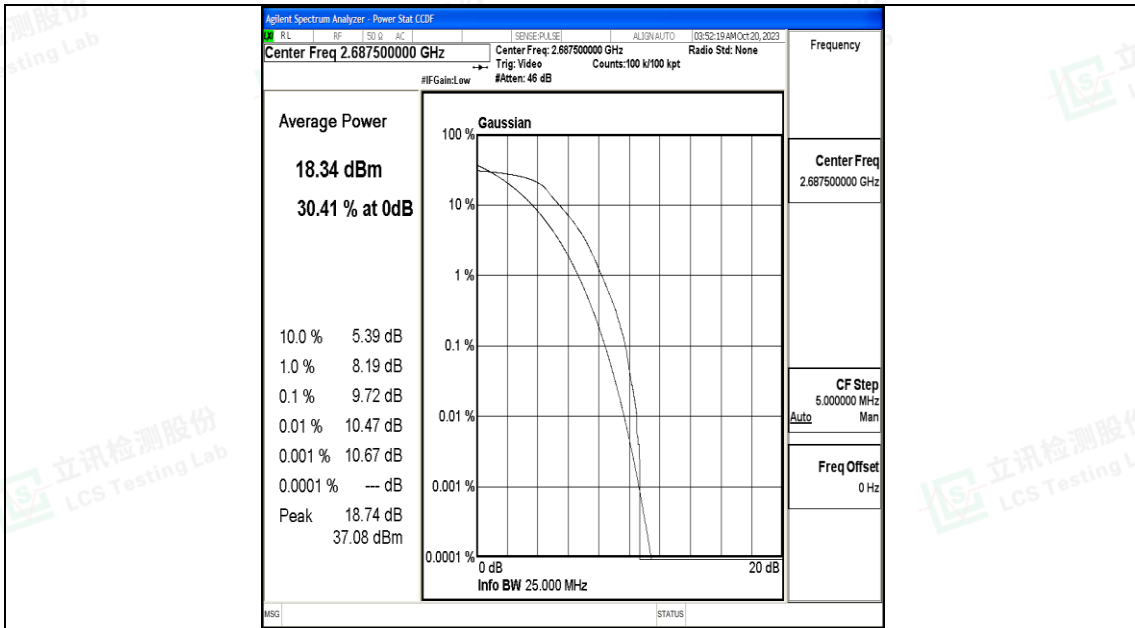 Agilent Spectrum Analyzer - Power Stat CCDF
RL RF 50 Ω AC SENSE:PULSE ALIGN AUTO 03:52:19 AM Oct 20, 2023
Center Freq 2.687500000 GHz
Center Freq: 2.687500000 GHz Radio Std: None
Trig: Video Counts:100 k/100 kpt
#IFGain:Low #Atten: 46 dB
Average Power
18.34 dBm
30.41 % at 0dB
10.0 % 5.39 dB
1.0 % 8.19 dB
0.1 % 9.72 dB
0.01 % 10.47 dB
0.001 % 10.67 dB
0.0001 % --- dB
Peak 18.74 dB
37.08 dBm
Gaussian
100 %
10 %
1 %
0.1 %
0.01 %
0.001 %
0.0001 %
0 dB 20 dB
Info BW 25.000 MHz
Frequency
Center Freq
2.687500000 GHz
CF Step
5.000000 MHz
Auto Man
Freq Offset
0 Hz
MSG STATUS
立讯检测股份
LCS Testing Lab